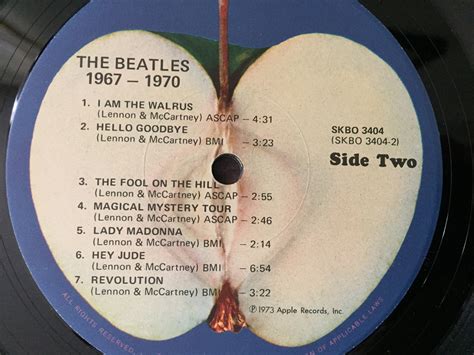 THE BEATLES
1967 – 1970
1. I AM THE WALRUS
(Lennon & McCartney) ASCAP – 4:31
2. HELLO GOODBYE
(Lennon & McCartney) BMI – 3:23
SKBO 3404
(SKBO 3404-2)
Side Two
3. THE FOOL ON THE HILL
(Lennon & McCartney) ASCAP – 2:55
4. MAGICAL MYSTERY TOUR
(Lennon & McCartney) ASCAP – 2:46
5. LADY MADONNA
(Lennon & McCartney) BMI – 2:14
6. HEY JUDE
(Lennon & McCartney) BMI – 6:54
7. REVOLUTION
(Lennon & McCartney) BMI – 3:22
℗1973 Apple Records, Inc.
ALL RIGHTS RESERVED.
OF APPLICABLE LAWS